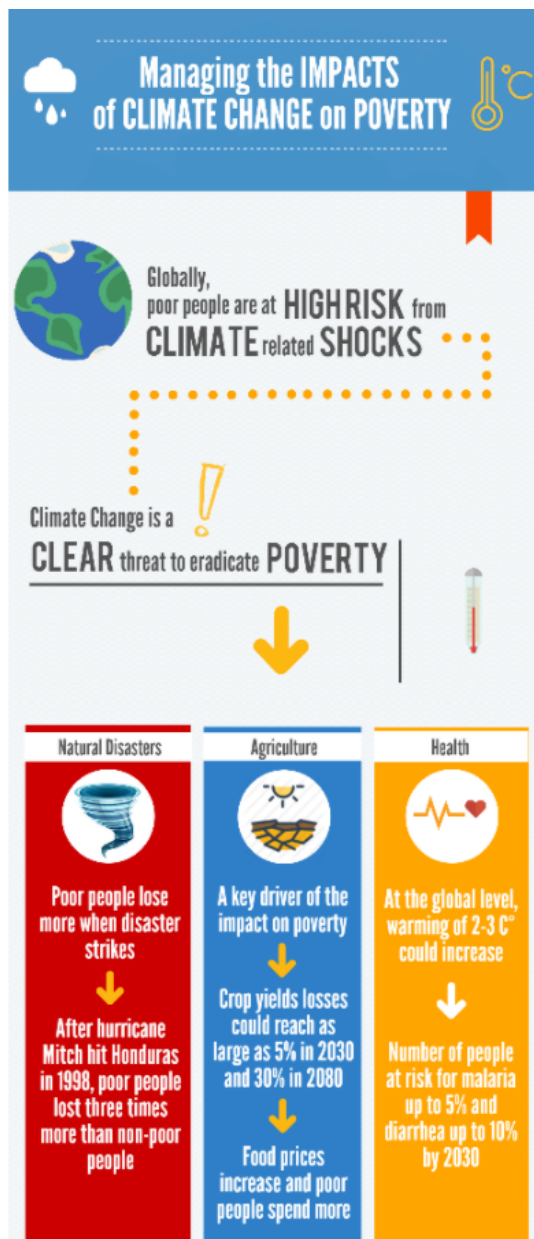 Managing the IMPACTS
of CLIMATE CHANGE on POVERTY
°C
Globally,
poor people are at HIGH RISK from
CLIMATE related SHOCKS
!
Climate Change is a
CLEAR threat to eradicate POVERTY
Natural Disasters
Poor people lose
more when disaster
strikes
After hurricane
Mitch hit Honduras
in 1998, poor people
lost three times
more than non-poor
people
Agriculture
A key driver of the
impact on poverty
Crop yields losses
could reach as
large as 5% in 2030
and 30% in 2080
Food prices
increase and poor
people spend more
Health
At the global level,
warming of 2-3 C°
could increase
Number of people
at risk for malaria
up to 5% and
diarrhea up to 10%
by 2030